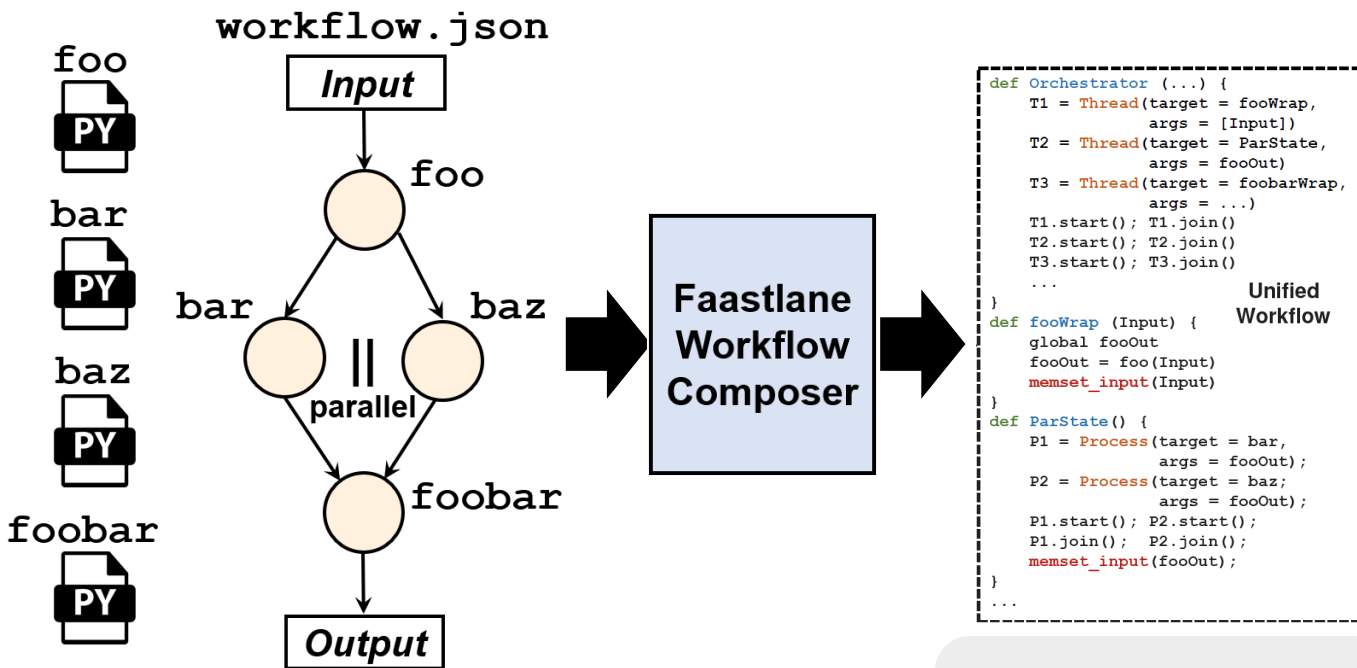 workflow.json
foo
PY
bar
PY
baz
PY
foobar
PY
Input
foo
bar
baz
||
parallel
foobar
Output
Faastlane
Workflow
Composer
def Orchestrator (...) {
    T1 = Thread(target = fooWrap,
                args = [Input])
    T2 = Thread(target = ParState,
                args = fooOut)
    T3 = Thread(target = foobarWrap,
                args = ...)
    T1.start(); T1.join()
    T2.start(); T2.join()
    T3.start(); T3.join()
    ...
}
Unified
Workflow
def fooWrap (Input) {
    global fooOut
    fooOut = foo(Input)
    memset_input(Input)
}
def ParState() {
    P1 = Process(target = bar,
                 args = fooOut);
    P2 = Process(target = baz;
                 args = fooOut);
    P1.start(); P2.start();
    P1.join();  P2.join();
    memset_input(fooOut);
}
...